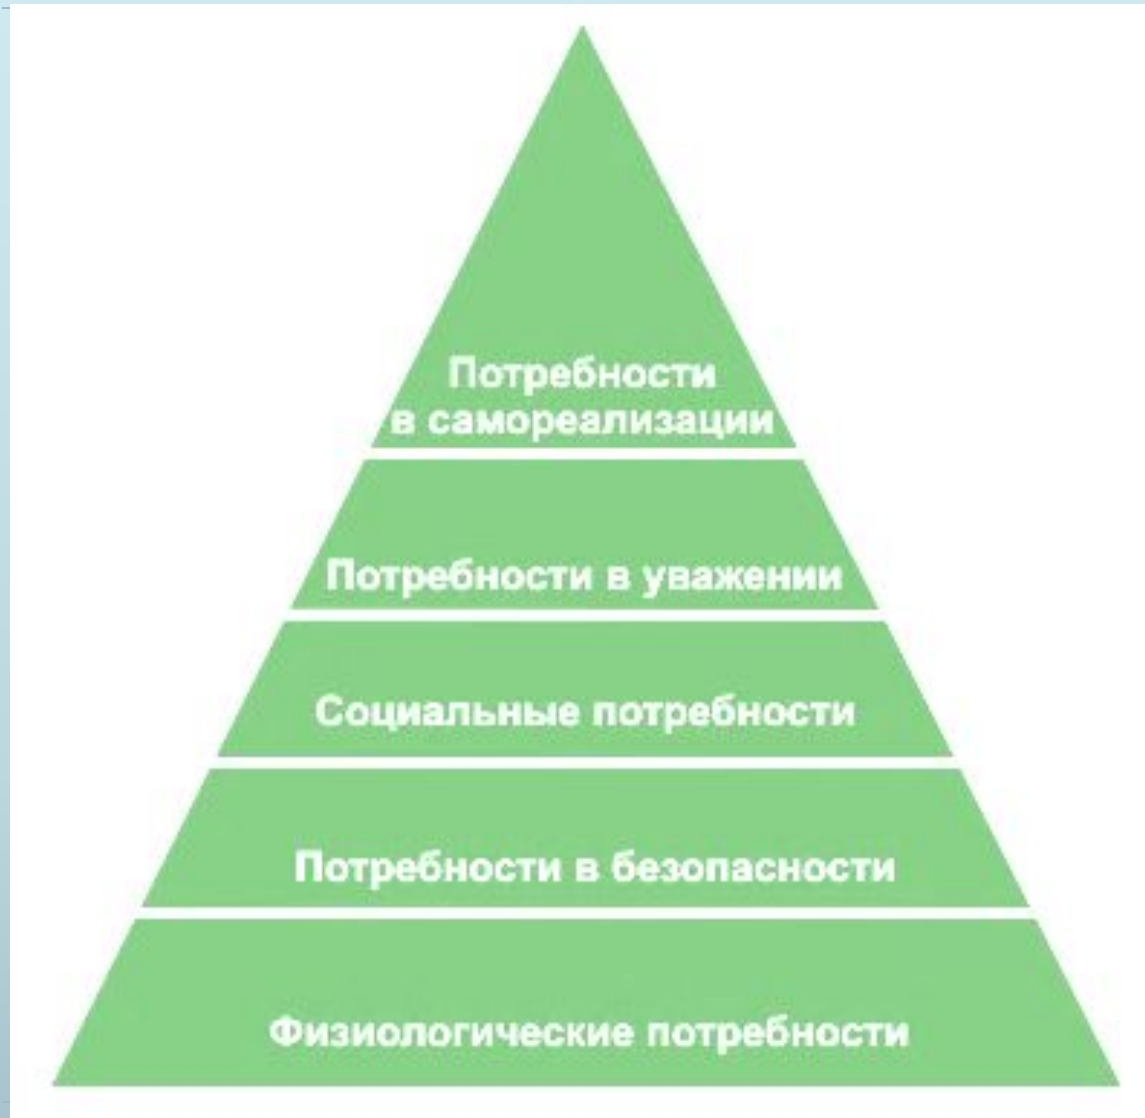 Потребности
в самореализации
Потребности в уважении
Социальные потребности
Потребности в безопасности
Физиологические потребности